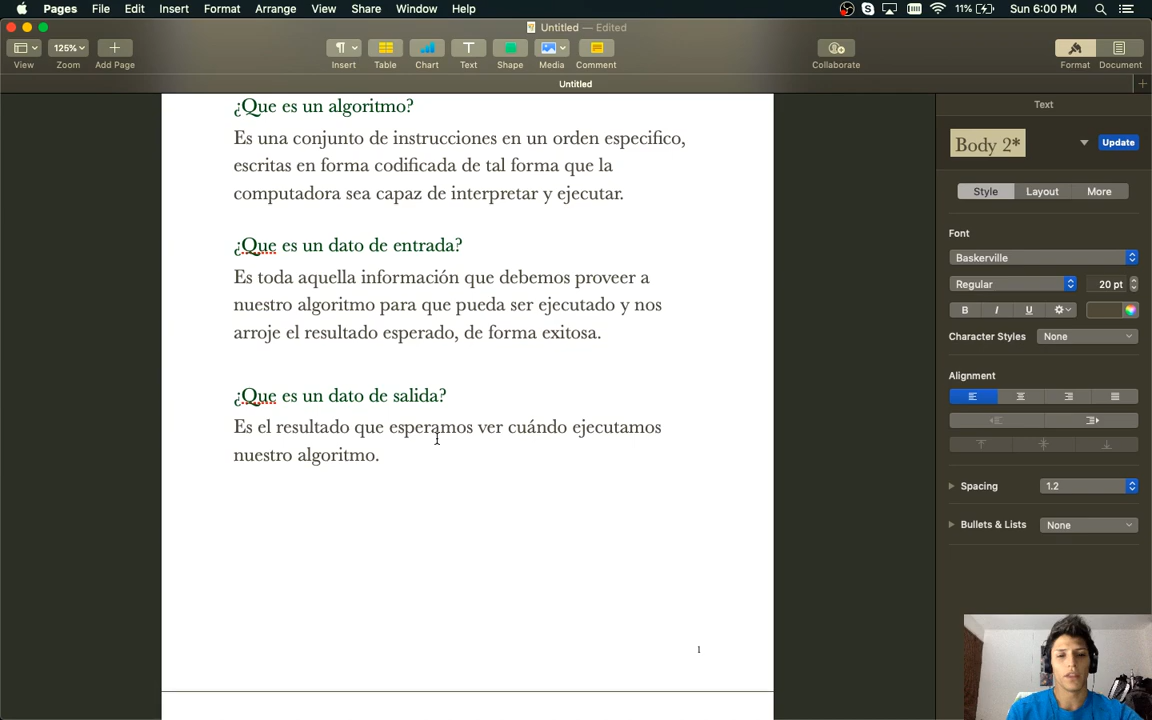 Pages File Edit Insert Format Arrange View Share Window Help 11% Sun 6:00 PM
Untitled — Edited
125%
View Zoom Add Page Insert Table Chart Text Shape Media Comment Collaborate Format Document
Untitled
Text
¿Que es un algoritmo?
Es una conjunto de instrucciones en un orden especifico,
escritas en forma codificada de tal forma que la
computadora sea capaz de interpretar y ejecutar.
¿Que es un dato de entrada?
Es toda aquella información que debemos proveer a
nuestro algoritmo para que pueda ser ejecutado y nos
arroje el resultado esperado, de forma exitosa.
¿Que es un dato de salida?
Es el resultado que esperamos ver cuándo ejecutamos
nuestro algoritmo.
1
Body 2*
Update
Style Layout More
Font
Baskerville
Regular 20 pt
B I U
Character Styles None
Alignment
Spacing 1.2
Bullets & Lists None